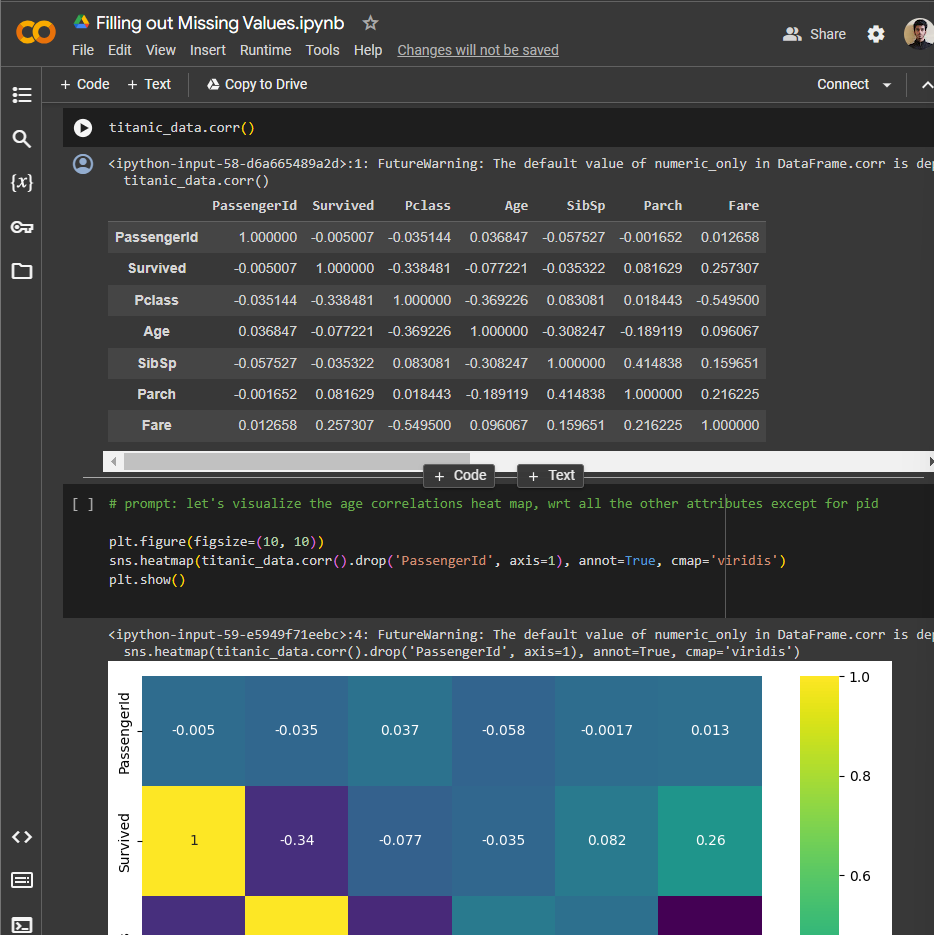 Filling out Missing Values.ipynb
File Edit View Insert Runtime Tools Help Changes will not be saved
Share
+ Code + Text Copy to Drive
Connect
titanic_data.corr()
<ipython-input-58-d6a665489a2d>:1: FutureWarning: The default value of numeric_only in DataFrame.corr is dep
titanic_data.corr()
PassengerId Survived Pclass Age SibSp Parch Fare
PassengerId 1.000000 -0.005007 -0.035144 0.036847 -0.057527 -0.001652 0.012658
Survived -0.005007 1.000000 -0.338481 -0.077221 -0.035322 0.081629 0.257307
Pclass -0.035144 -0.338481 1.000000 -0.369226 0.083081 0.018443 -0.549500
Age 0.036847 -0.077221 -0.369226 1.000000 -0.308247 -0.189119 0.096067
SibSp -0.057527 -0.035322 0.083081 -0.308247 1.000000 0.414838 0.159651
Parch -0.001652 0.081629 0.018443 -0.189119 0.414838 1.000000 0.216225
Fare 0.012658 0.257307 -0.549500 0.096067 0.159651 0.216225 1.000000
+ Code + Text
[ ] # prompt: let's visualize the age correlations heat map, wrt all the other attributes except for pid
plt.figure(figsize=(10, 10))
sns.heatmap(titanic_data.corr().drop('PassengerId', axis=1), annot=True, cmap='viridis')
plt.show()
<ipython-input-59-e5949f71eebc>:4: FutureWarning: The default value of numeric_only in DataFrame.corr is dep
sns.heatmap(titanic_data.corr().drop('PassengerId', axis=1), annot=True, cmap='viridis')
PassengerId -0.005 -0.035 0.037 -0.058 -0.0017 0.013
Survived 1 -0.34 -0.077 -0.035 0.082 0.26
1.0
0.8
0.6